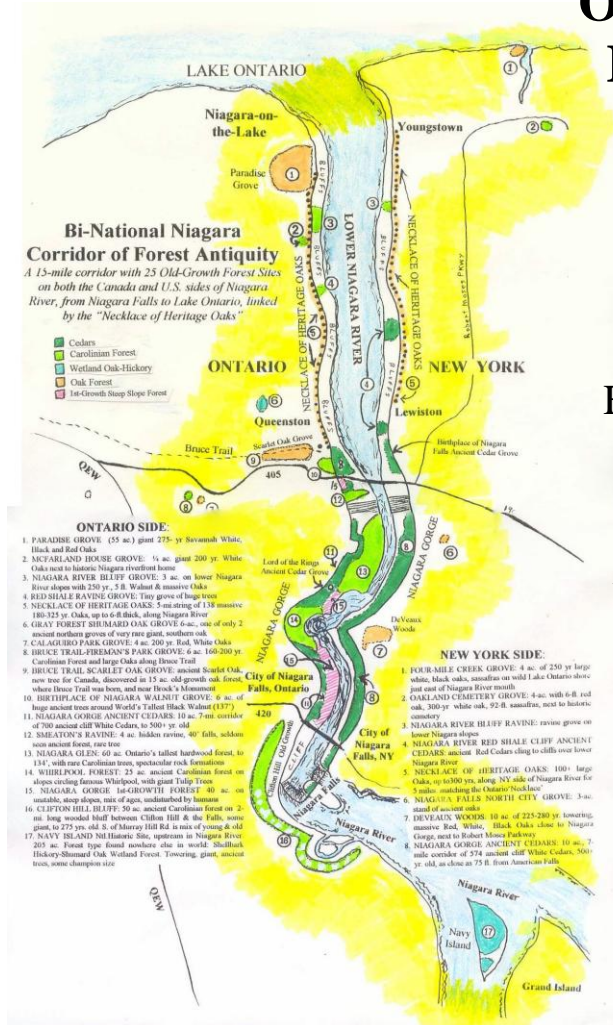 LAKE ONTARIO
Niagara-on-
the-Lake
Youngstown
Paradise
Grove
Bi-National Niagara
Corridor of Forest Antiquity
A 15-mile corridor with 25 Old-Growth Forest Sites
on both the Canada and U.S. sides of Niagara
River, from Niagara Falls to Lake Ontario, linked
by the "Necklace of Heritage Oaks"
Cedars
Carolinian Forest
Wetland Oak-Hickory
Oak Forest
1st-Growth Steep Slope Forest
BLUFFS
BLUFFS
BLUFFS
BLUFFS
BLUFFS
BLUFFS
LOWER NIAGARA RIVER
NECKLACE OF HERITAGE OAKS
NECKLACE OF HERITAGE OAKS
Robert Moses Pkwy
ONTARIO
NEW YORK
Queenston
Lewiston
Bruce Trail
Scarlet Oak Grove
Birthplace of Niagara
Falls Ancient Cedar Grove
QEW
405
ONTARIO SIDE:
1. PARADISE GROVE (55 ac.) giant 275- yr Savannah White,
Black and Red Oaks
2. MCFARLAND HOUSE GROVE: ¼ ac. giant 200 yr. White
Oaks next to historic Niagara riverfront home
3. NIAGARA RIVER BLUFF GROVE: 3 ac. on lower Niagara
River slopes with 250 yr., 5 ft. Walnut & massive Oaks
4. RED SHALE RAVINE GROVE: Tiny grove of huge trees
5. NECKLACE OF HERITAGE OAKS: 5-mi string of 138 massive
180-325 yr. Oaks, up to 6-ft thick, along Niagara River
6. GRAY FOREST SHUMARD OAK GROVE 6-ac., one of only 2
ancient northern groves of very rare giant, southern oak
7. CALAGUIRO PARK GROVE: 4 ac. 200 yr. Red, White Oaks
8. BRUCE TRAIL-FIREMAN'S PARK GROVE: 6 ac. 160-200 yr.
Carolinian Forest and large Oaks along Bruce Trail
9. BRUCE TRAIL SCARLET OAK GROVE: ancient Scarlet Oak,
new tree for Canada, discovered in 15 ac. old-growth oak forest,
where Bruce Trail was born, and near Brock's Monument
10. BIRTHPLACE OF NIAGARA WALNUT GROVE: 6 ac. of
huge ancient trees around World's Tallest Black Walnut (137')
11. NIAGARA GORGE ANCIENT CEDARS: 10 ac. 7-mi. corridor
of 700 ancient cliff White Cedars, to 500+ yr. old
12. SMEATON'S RAVINE: 4 ac. hidden ravine, 40' falls, seldom
seen ancient forest, rare tree
13. NIAGARA GLEN: 60 ac. Ontario's tallest hardwood forest, to
134', with rare Carolinian trees, spectacular rock formations
14. WHIRLPOOL FOREST: 25 ac. ancient Carolinian forest on
slopes circling famous Whirlpool, with giant Tulip Trees
15. NIAGARA GORGE 1st-GROWTH FOREST 40 ac. on
unstable, steep slopes, mix of ages, undisturbed by humans
16. CLIFTON HILL BLUFF: 50 ac. ancient Carolinian forest on 2-
mi. long wooded bluff between Clifton Hill & the Falls, some
giant, to 275 yrs. old. S. of Murray Hill Rd. is mix of young & old
17. NAVY ISLAND Ntl.Historic Site, upstream in Niagara River
205 ac. Forest type found nowhere else in Ontario: Shellbark
Hickory-Shumard Oak Wetland Forest. Towering, giant, ancient
trees, some champion size
Lord of the Rings
Ancient Cedar Grove
NIAGARA GORGE
NIAGARA GORGE
DeVeaux
Woods
City of Niagara
Falls, Ontario
420
City of
Niagara
Falls, NY
Clifton Hill Old Growth
CLIFF
Niagara Falls
NEW YORK SIDE:
1. FOUR-MILE CREEK GROVE: 4 ac. of 250 yr large
white, black oaks, sassafras on wild Lake Ontario shore
just east of Niagara River mouth
2. OAKLAND CEMETERY GROVE: 4-ac. with 6-ft. red
oak, 300-yr white oak, 92-ft. sassafras, next to historic
cemetery
3. NIAGARA RIVER BLUFF RAVINE: ravine grove on
lower Niagara slopes
4. NIAGARA RIVER RED SHALE CLIFF ANCIENT
CEDARS: ancient Red Cedars cling to cliffs over lower
Niagara River
5. NECKLACE OF HERITAGE OAKS: 100+ large
Oaks, up to300 yrs, along NY side of Niagara River for
5 miles matching the Ontario'Necklace'
6. NIAGARA FALLS NORTH CITY GROVE: 3-ac.
stand of ancient oaks
7. DEVEAUX WOODS: 10 ac. of 225-280 yr. towering,
massive Red, White, Black Oaks close to Niagara
Gorge, next to Robert Moses Parkway
8. NIAGARA GORGE ANCIENT CEDARS: 10 ac., 7-
mile corridor of 574 ancient cliff White Cedars, 500+
yr. old, as close as 75 ft. from American Falls
Niagara River
Niagara River
QEW
Navy
Island
Grand Island